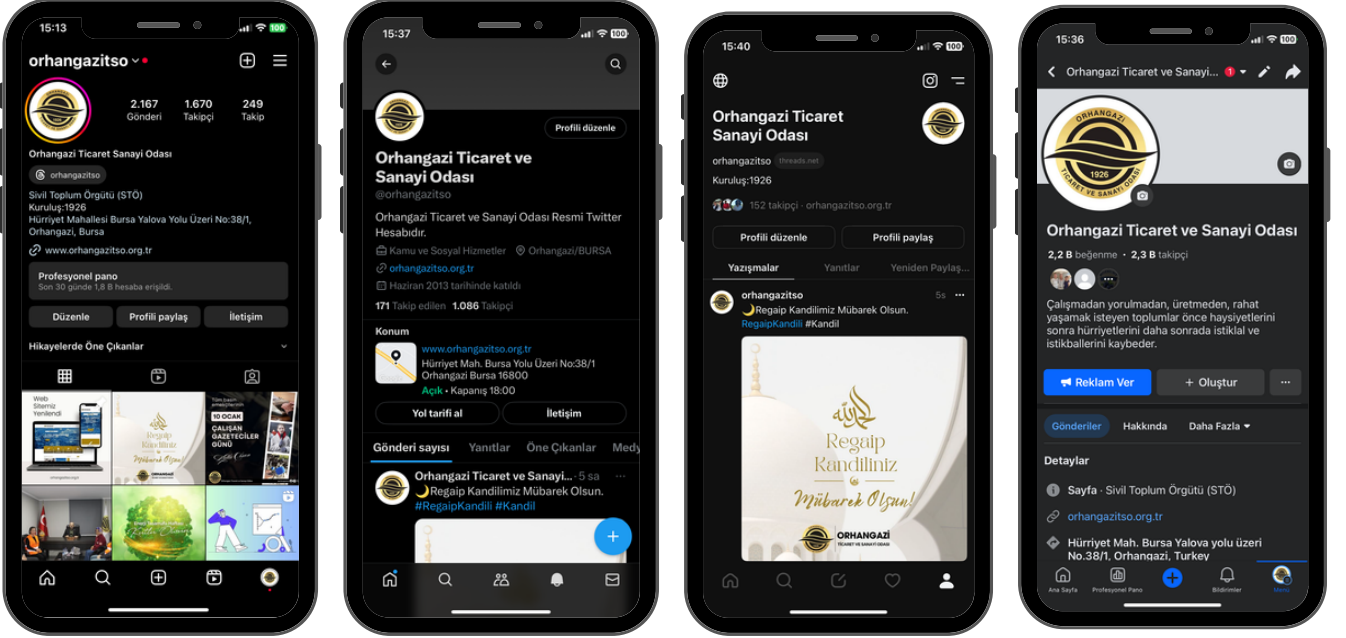 15:13
100
orhangazitso
2.167
1.670
249
Gönderi
Takipçi
Takip
Orhangazi Ticaret Sanayi Odası
orhangazitso
Sivil Toplum Örgütü (STÖ)
Kuruluş:1926
Hürriyet Mahallesi Bursa Yalova Yolu Üzeri No:38/1,
Orhangazi, Bursa
www.orhangazitso.org.tr
Profesyonel pano
Son 30 günde 1,8 B hesaba erişildi.
Düzenle
Profili paylaş
İletişim
Hikayelerde Öne Çıkanlar
Web
Sitemiz
Yenilendi
Regaip
Kandiliniz
Mübarek Olsun!
10 OCAK
ÇALIŞAN
GAZETECİLER
GÜNÜ
15:37
100
Profili düzenle
Orhangazi Ticaret ve
Sanayi Odası
@orhangazitso
Orhangazi Ticaret ve Sanayi Odası Resmi Twitter
Hesabıdır.
Kamu ve Sosyal Hizmetler
Orhangazi/BURSA
orhangazitso.org.tr
Haziran 2013 tarihinde katıldı
171 Takip edilen 1.086 Takipçi
Konum
www.orhangazitso.org.tr
Hürriyet Mah. Bursa Yolu Üzeri No:38/1
Orhangazi Bursa 16800
Açık • Kapanış 18:00
Yol tarifi al
İletişim
Gönderi sayısı
Yanıtlar
Öne Çıkanlar
Medy
Orhangazi Ticaret ve Sanayi... · 5 sa
🌙Regaip Kandilimiz Mübarek Olsun.
#RegaipKandili #Kandil
15:40
100
Orhangazi Ticaret
Sanayi Odası
orhangazitso
threads.net
Kuruluş:1926
152 takipçi · orhangazitso.org.tr
Profili düzenle
Profili paylaş
Yazışmalar
Yanıtlar
Yeniden Paylaş...
orhangazitso
5s
🌙Regaip Kandilimiz Mübarek Olsun.
RegaipKandili #Kandil
Regaip
Kandiliniz
Mübarek Olsun!
ORHANGAZİ
TİCARET VE SANAYİ ODASI
15:36
100
Orhangazi Ticaret ve Sanayi...
1
ORHANGAZİ
1926
TİCARET VE SANAYİ ODASI
Orhangazi Ticaret ve Sanayi Odası
2,2 B beğenme • 2,3 B takipçi
Çalışmadan yorulmadan, üretmeden, rahat
yaşamak isteyen toplumlar önce haysiyetlerini
sonra hürriyetlerini daha sonrada istiklal ve
istikballerini kaybeder.
Reklam Ver
+ Oluştur
Gönderiler
Hakkında
Daha Fazla
Detaylar
Sayfa · Sivil Toplum Örgütü (STÖ)
orhangazitso.org.tr
Hürriyet Mah. Bursa Yalova yolu üzeri
No.38/1, Orhangazi, Turkey
Ana Sayfa
Profesyonel Pano
Bildirimler
Menü